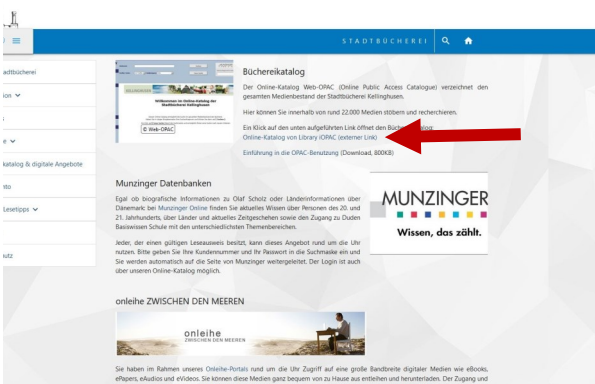 STADTBÜCHEREI
adtbücherei
ion
e
katalog & digitale Angebote
nto
Lesetipps
utz
Willkommen im Online-Katalog der
Stadtbücherei Kellinghusen
© Web-OPAC
Büchereikatalog
Der Online-Katalog Web-OPAC (Online Public Access Catalogue) verzeichnet den
gesamten Medienbestand der Stadtbücherei Kellinghusen.
Hier können Sie innerhalb von rund 22.000 Medien stöbern und recherchieren.
Ein Klick auf den unten aufgeführten Link öffnet den
Online-Katalog von Library iOPAC (externer Link)
Einführung in die OPAC-Benutzung (Download, 800KB)
Munzinger Datenbanken
Egal ob biografische Informationen zu Olaf Scholz oder Länderinformationen über
Dänemark: bei Munzinger Online finden Sie aktuelles Wissen über Personen des 20. und
21. Jahrhunderts, über Länder und aktuelles Zeitgeschehen sowie den Zugang zu Duden
Basiswissen Schule mit den unterschiedlichsten Themenbereichen.
Jeder, der einen gültigen Leseausweis besitzt, kann dieses Angebot rund um die Uhr
nutzen. Bitte geben Sie Ihre Kundennummer und Ihr Passwort in die Suchmaske ein und
Sie werden automatisch auf die Seite von Munzinger weitergeleitet. Der Login ist auch
über unseren Online-Katalog möglich.
MUNZINGER
Wissen, das zählt.
onleihe ZWISCHEN DEN MEEREN
onleihe
ZWISCHEN DEN MEEREN
Sie haben im Rahmen unseres Onleihe-Portals rund um die Uhr Zugriff auf eine große Bandbreite digitaler Medien wie eBooks,
ePapers, eAudios und eVideos. Sie können diese Medien ganz bequem von zu Hause aus entleihen und herunterladen. Der Zugang und